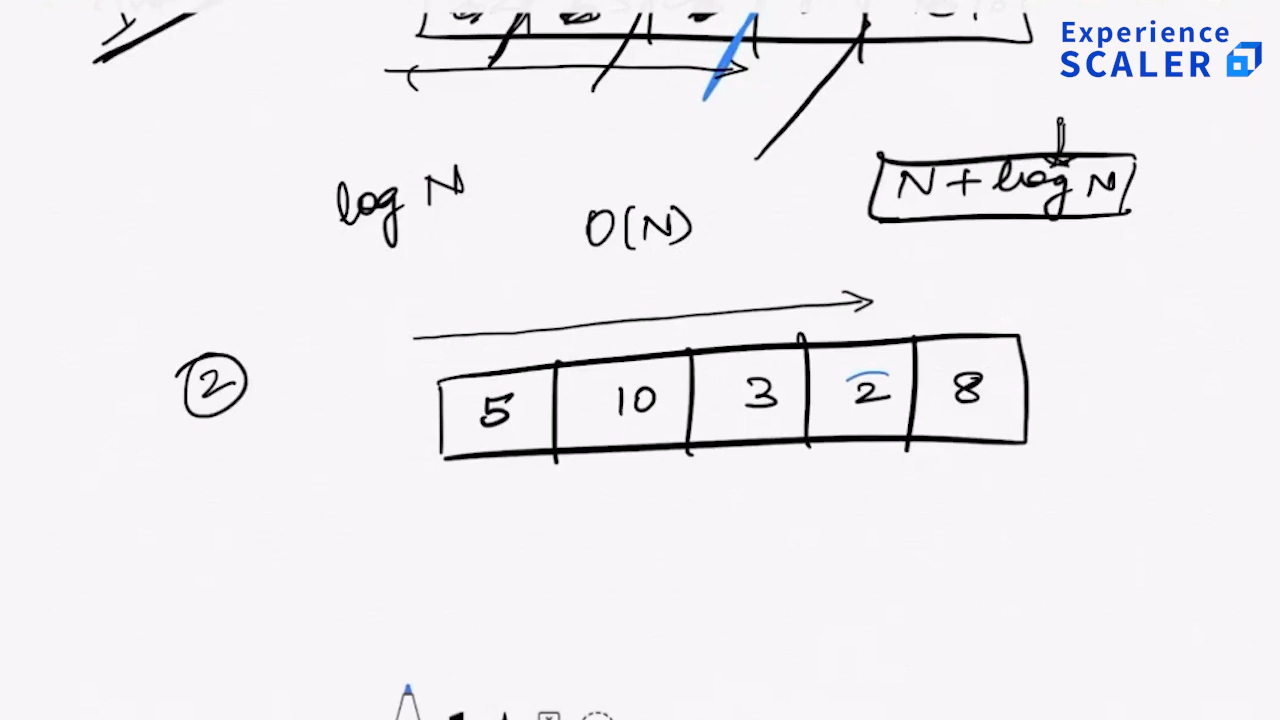 Experience
SCALER
log N
O(N)
N + log N
2
5 10 3 2 8